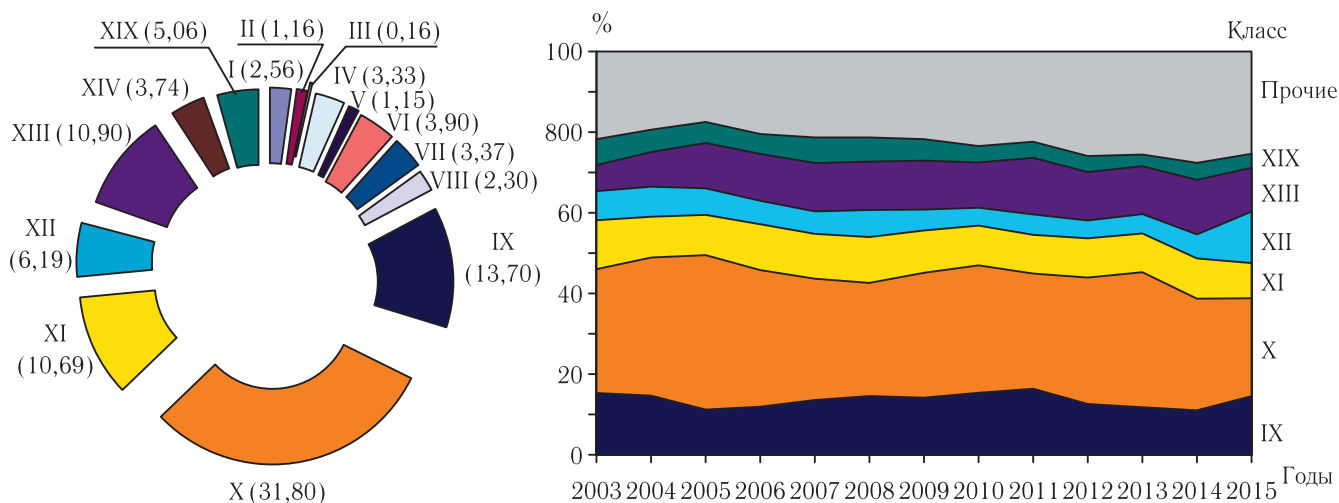 XIX (5,06)
II (1,16)
III (0,16)
I (2,56)
IV (3,33)
XIV (3,74)
V (1,15)
VI (3,90)
XIII (10,90)
VII (3,37)
VIII (2,30)
XII
(6,19)
IX
(13,70)
XI
(10,69)
X (31,80)
%
Класс
100
800
60
40
20
0
Прочие
XIX
XIII
XII
XI
X
IX
Годы
2003 2004 2005 2006 2007 2008 2009 2010 2011 2012 2013 2014 2015